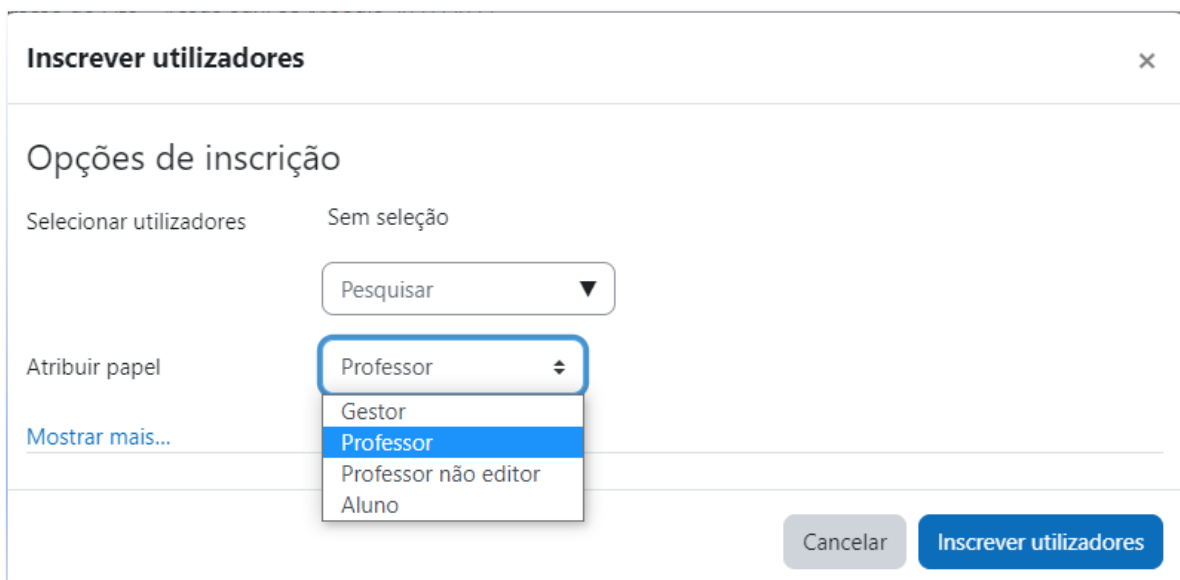 Inscrever utilizadores ×
Opções de inscrição
Selecionar utilizadores Sem seleção
Pesquisar ▼
Atribuir papel Professor
Gestor
Mostrar mais... Professor
Professor não editor
Aluno
Cancelar Inscrever utilizadores